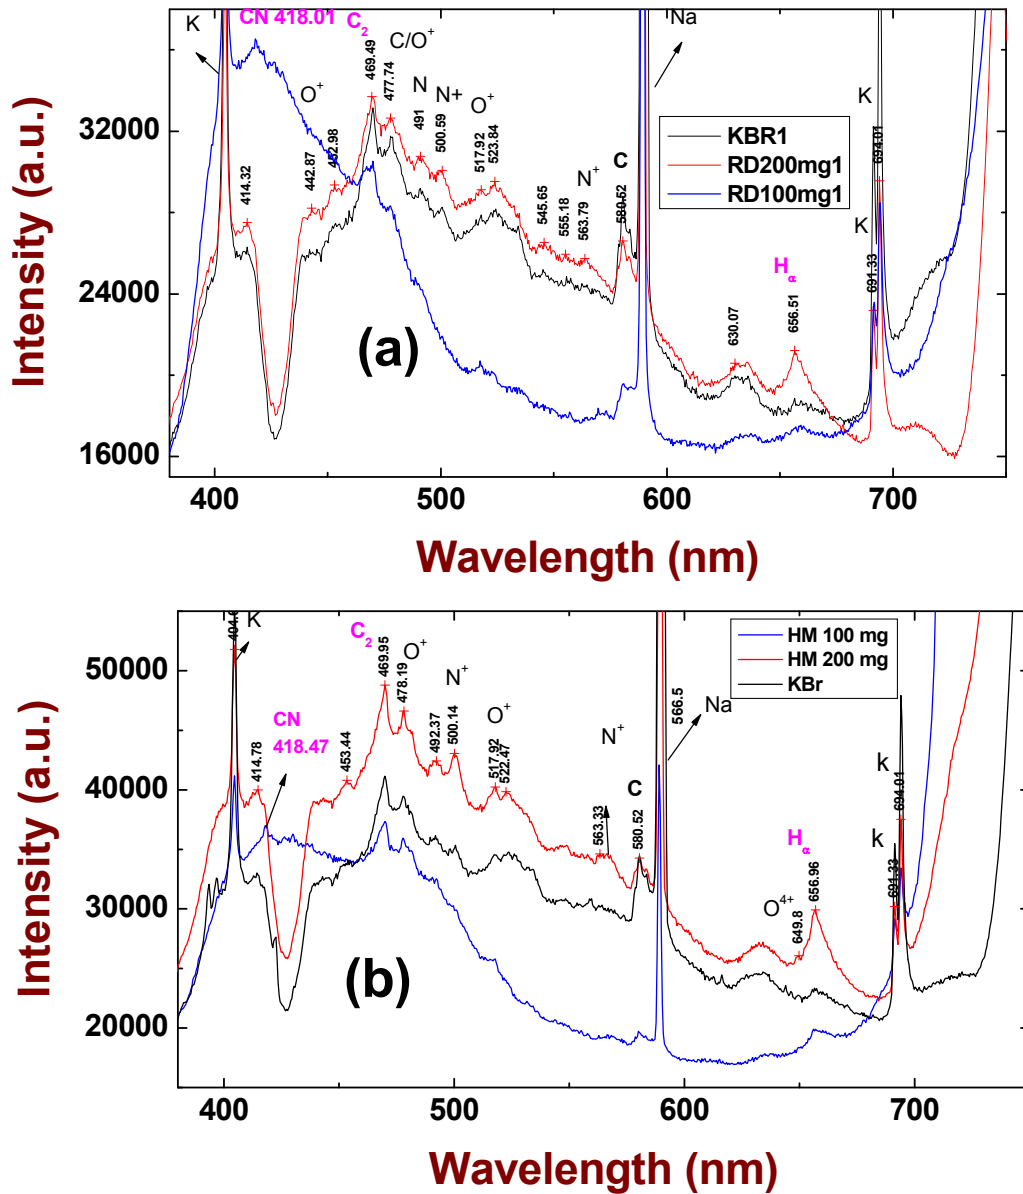 K
CN 418.01
C2
C/O+
Na
O+
N
N+
O+
N+
C
K
K
Hα
414.32
442.87
452.98
469.49
477.74
491
500.59
517.92
523.84
545.65
555.18
563.79
580.52
630.07
656.51
691.33
694.01
KBR1
RD200mg1
RD100mg1
(a)
Intensity (a.u.)
32000
24000
16000
400
500
600
700
Wavelength (nm)
K
C2
O+
N+
O+
N+
C
Na
O4+
Hα
k
k
CN
418.47
414.78
453.44
469.95
478.19
492.37
500.14
517.92
522.47
563.33
580.52
566.5
649.8
656.96
691.33
694.01
HM 100 mg
HM 200 mg
KBr
(b)
Intensity (a.u.)
50000
40000
30000
20000
400
500
600
700
Wavelength (nm)